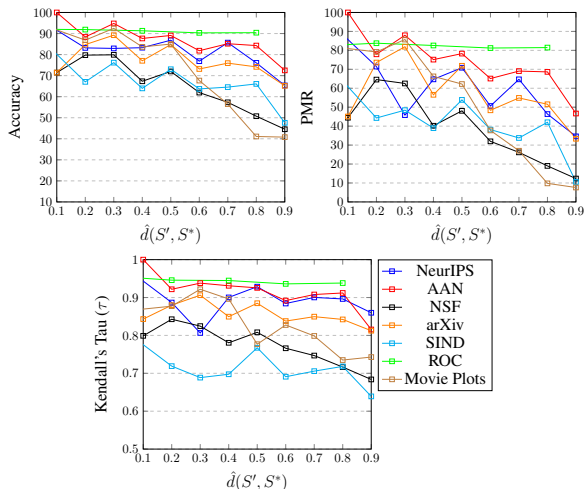 Accuracy
100
90
80
70
60
50
40
30
20
10
0.1 0.2 0.3 0.4 0.5 0.6 0.7 0.8 0.9
d̂(S′, S*)
PMR
100
90
80
70
60
50
40
30
20
10
0
0.1 0.2 0.3 0.4 0.5 0.6 0.7 0.8 0.9
d̂(S′, S*)
Kendall's Tau (τ)
1
0.9
0.8
0.7
0.6
0.5
0.1 0.2 0.3 0.4 0.5 0.6 0.7 0.8 0.9
d̂(S′, S*)
NeurIPS
AAN
NSF
arXiv
SIND
ROC
Movie Plots